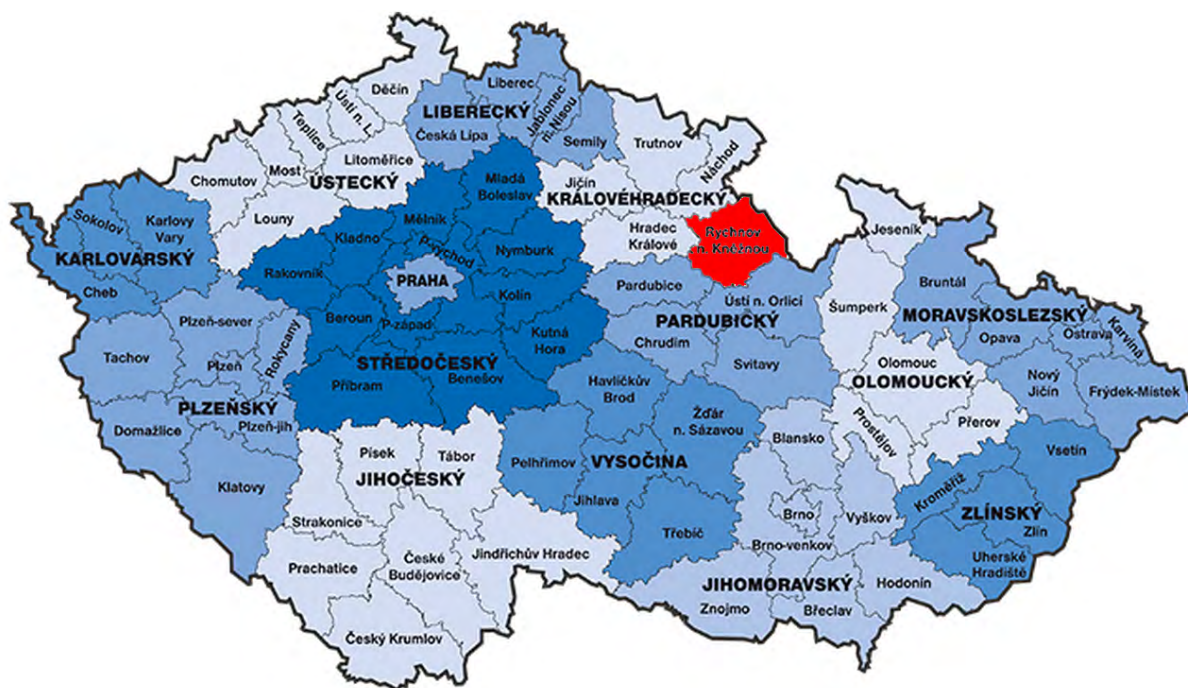 Děčín
Liberec
Jablonec
n. Nisou
Ústí n. L.
Teplice
LIBERECKÝ
Česká Lípa
Semily
Trutnov
Náchod
Most
Litoměřice
Chomutov
ÚSTECKÝ
Louny
Mladá
Boleslav
Jičín
KRÁLOVÉHRADECKÝ
Hradec
Králové
Rychnov
n. Kněžnou
Jeseník
Sokolov
Karlovy
Vary
KARLOVARSKÝ
Cheb
Mělník
Kladno
P-východ
Nymburk
Rakovník
PRAHA
Kolín
Beroun
P-západ
Kutná
Hora
STŘEDOČESKÝ
Příbram
Benešov
Pardubice
Ústí n. Orlicí
PARDUBICKÝ
Chrudim
Svitavy
Šumperk
Bruntál
MORAVSKOSLEZSKÝ
Opava
Ostrava
Karviná
Nový
Jičín
Frýdek-Místek
Olomouc
OLOMOUCKÝ
Prostějov
Přerov
Plzeň-sever
Rokycany
Tachov
Plzeň
PLZEŇSKÝ
Domažlice
Plzeň-jih
Klatovy
Havlíčkův
Brod
Žďár
n. Sázavou
Pelhřimov
VYSOČINA
Jihlava
Třebíč
Písek
Tábor
JIHOČESKÝ
Strakonice
Prachatice
České
Budějovice
Jindřichův Hradec
Český Krumlov
Blansko
Brno
Vyškov
Brno-venkov
JIHOMORAVSKÝ
Hodonín
Znojmo
Břeclav
Vsetín
Kroměříž
ZLÍNSKÝ
Zlín
Uherské
Hradiště